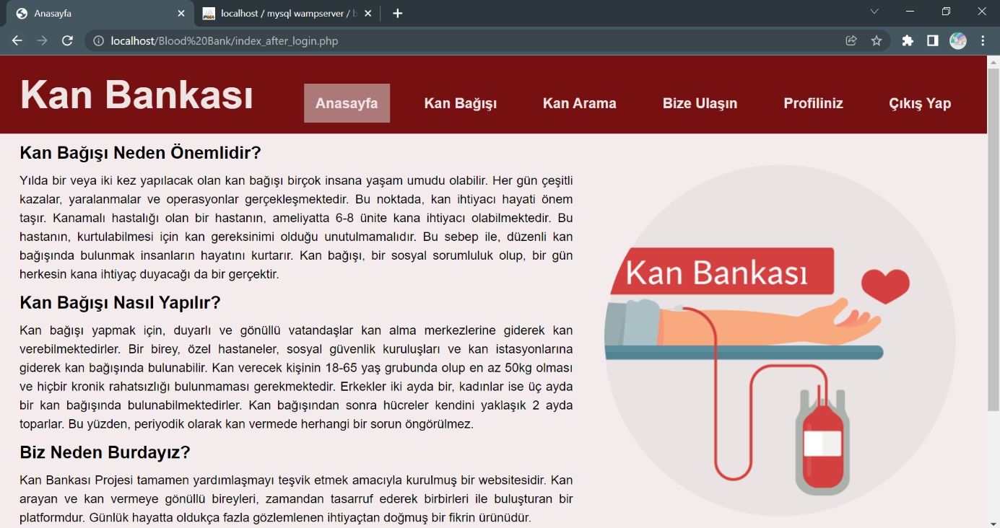 Anasayfa
localhost / mysql wampserver / b
localhost/Blood%20Bank/index_after_login.php
Kan Bankası
Anasayfa
Kan Bağışı
Kan Arama
Bize Ulaşın
Profiliniz
Çıkış Yap
Kan Bağışı Neden Önemlidir?
Yılda bir veya iki kez yapılacak olan kan bağışı birçok insana yaşam umudu olabilir. Her gün çeşitli
kazalar, yaralanmalar ve operasyonlar gerçekleşmektedir. Bu noktada, kan ihtiyacı hayati önem
taşır. Kanamalı hastalığı olan bir hastanın, ameliyatta 6-8 ünite kana ihtiyacı olabilmektedir. Bu
hastanın, kurtulabilmesi için kan gereksinimi olduğu unutulmamalıdır. Bu sebep ile, düzenli kan
bağışında bulunmak insanların hayatını kurtarır. Kan bağışı, bir sosyal sorumluluk olup, bir gün
herkesin kana ihtiyaç duyacağı da bir gerçektir.
Kan Bağışı Nasıl Yapılır?
Kan bağışı yapmak için, duyarlı ve gönüllü vatandaşlar kan alma merkezlerine giderek kan
verebilmektedirler. Bir birey, özel hastaneler, sosyal güvenlik kuruluşları ve kan istasyonlarına
giderek kan bağışında bulunabilir. Kan verecek kişinin 18-65 yaş grubunda olup en az 50kg olması
ve hiçbir kronik rahatsızlığı bulunmaması gerekmektedir. Erkekler iki ayda bir, kadınlar ise üç ayda
bir kan bağışında bulunabilmektedirler. Kan bağışından sonra hücreler kendini yaklaşık 2 ayda
toparlar. Bu yüzden, periyodik olarak kan vermede herhangi bir sorun öngörülmez.
Biz Neden Burdayız?
Kan Bankası Projesi tamamen yardımlaşmayı teşvik etmek amacıyla kurulmuş bir websitesidir. Kan
arayan ve kan vermeye gönüllü bireyleri, zamandan tasarruf ederek birbirleri ile buluşturan bir
platformdur. Günlük hayatta oldukça fazla gözlemlenen ihtiyaçtan doğmuş bir fikrin ürünüdür.
Kan Bankası